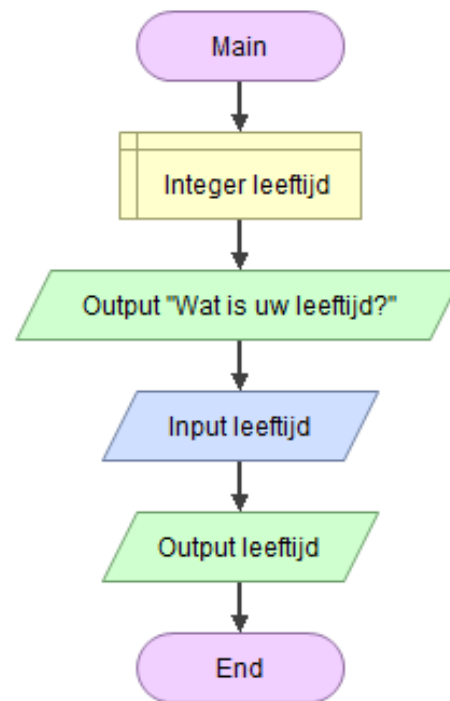 Main
Integer leeftijd
Output "Wat is uw leeftijd?"
Input leeftijd
Output leeftijd
End